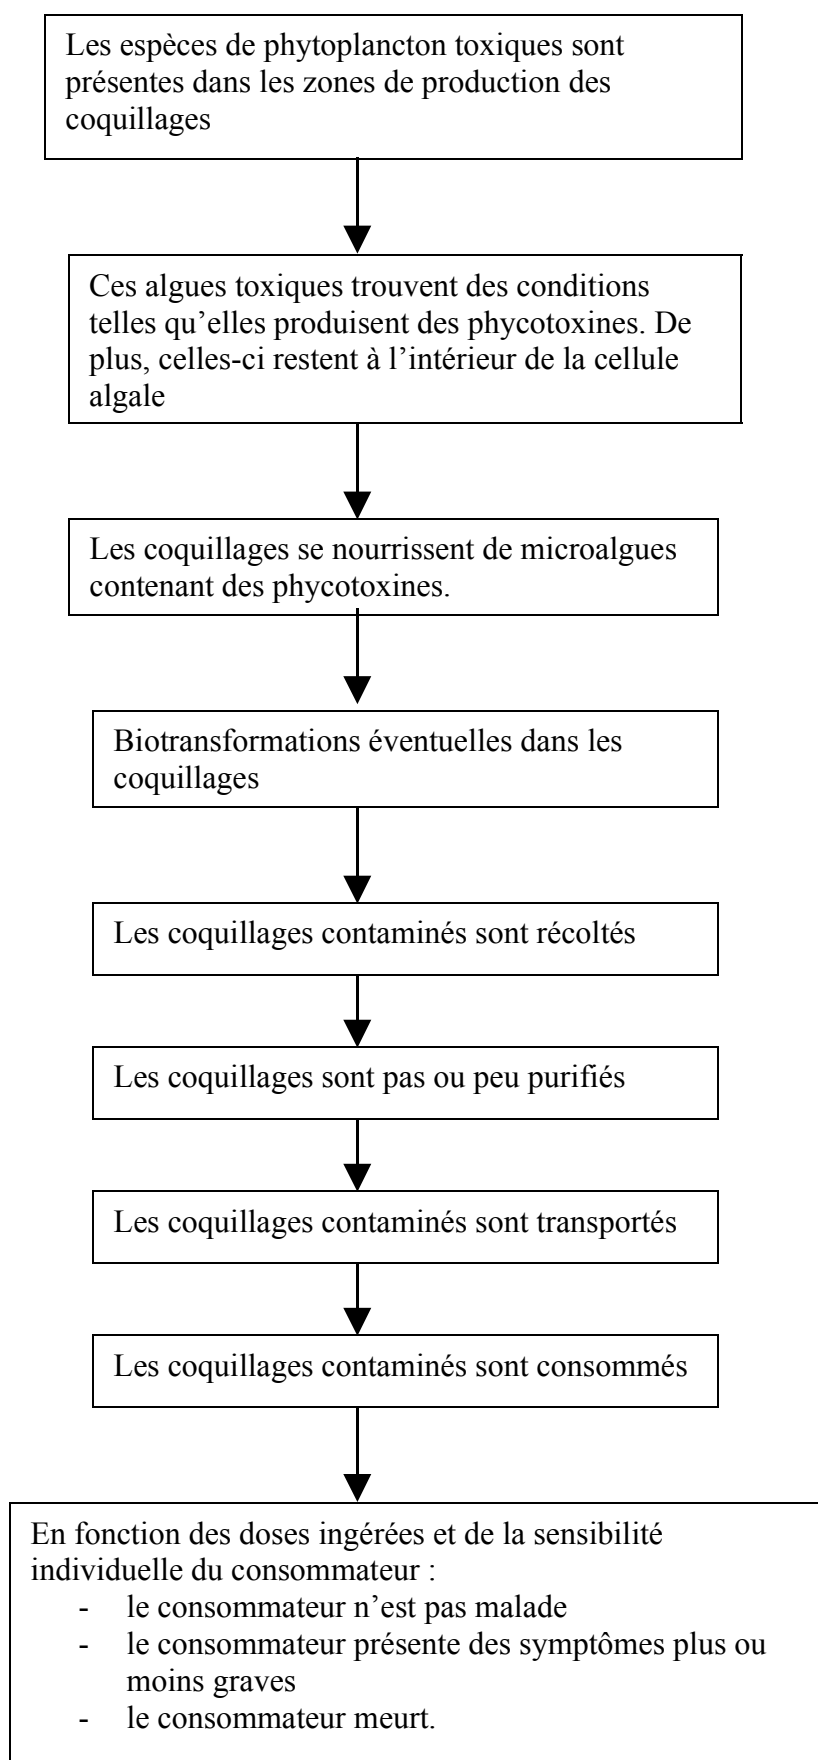 Les espèces de phytoplancton toxiques sont
présentes dans les zones de production des
coquillages
Ces algues toxiques trouvent des conditions
telles qu’elles produisent des phycotoxines. De
plus, celles-ci restent à l’intérieur de la cellule
algale
Les coquillages se nourrissent de microalgues
contenant des phycotoxines.
Biotransformations éventuelles dans les
coquillages
Les coquillages contaminés sont récoltés
Les coquillages sont pas ou peu purifiés
Les coquillages contaminés sont transportés
Les coquillages contaminés sont consommés
En fonction des doses ingérées et de la sensibilité
individuelle du consommateur :
- le consommateur n’est pas malade
- le consommateur présente des symptômes plus ou
moins graves
- le consommateur meurt.